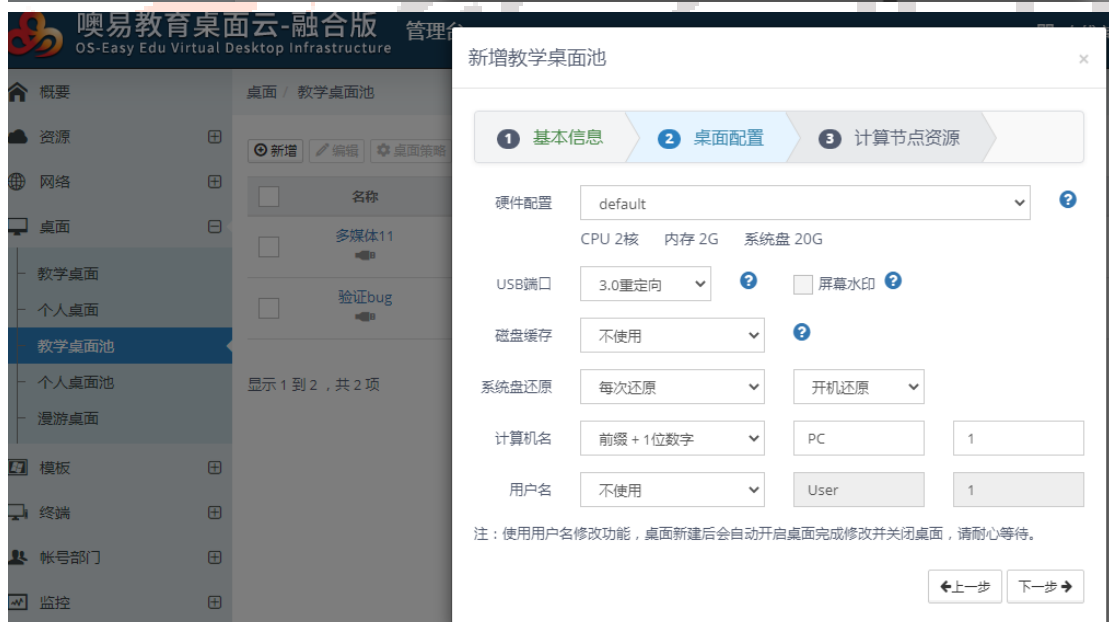 噢易教育桌面云-融合版 管理台
OS-Easy Edu Virtual Desktop Infrastructure
概要
资源
网络
桌面
教学桌面
个人桌面
教学桌面池
个人桌面池
漫游桌面
模板
终端
帐号部门
监控
桌面 / 教学桌面池
新增 编辑 桌面策略
名称
多媒体11
验证bug
显示 1 到 2 ，共 2 项
新增教学桌面池 ×
1 基本信息 2 桌面配置 3 计算节点资源
硬件配置 default ?
CPU 2核 内存 2G 系统盘 20G
USB端口 3.0重定向 ? 屏幕水印 ?
磁盘缓存 不使用 ?
系统盘还原 每次还原 开机还原
计算机名 前缀 + 1位数字 PC 1
用户名 不使用 User 1
注：使用用户名修改功能，桌面新建后会自动开启桌面完成修改并关闭桌面，请耐心等待。
上一步 下一步